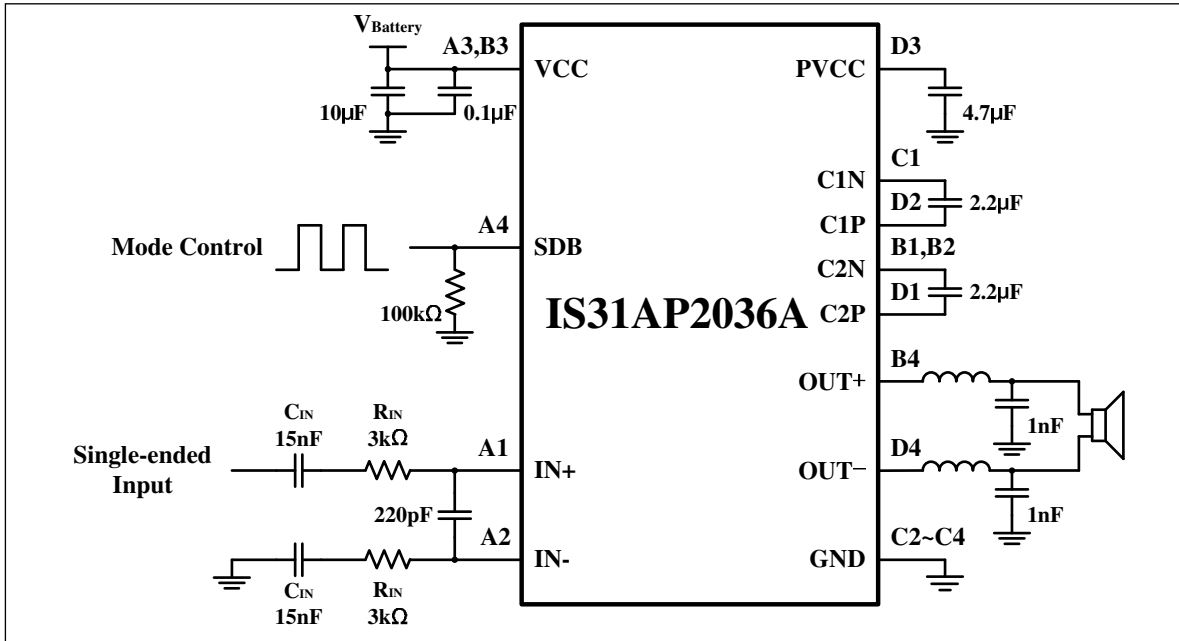 VBattery
A3,B3
VCC
10µF
0.1µF
Mode Control
A4
SDB
100kΩ
CIN
15nF
RIN
3kΩ
Single-ended
Input
A1
IN+
220pF
A2
IN-
CIN
15nF
RIN
3kΩ
IS31AP2036A
D3
PVCC
4.7µF
C1
C1N
D2
2.2µF
C1P
B1,B2
C2N
D1
2.2µF
C2P
B4
OUT+
1nF
D4
OUT−
1nF
C2~C4
GND